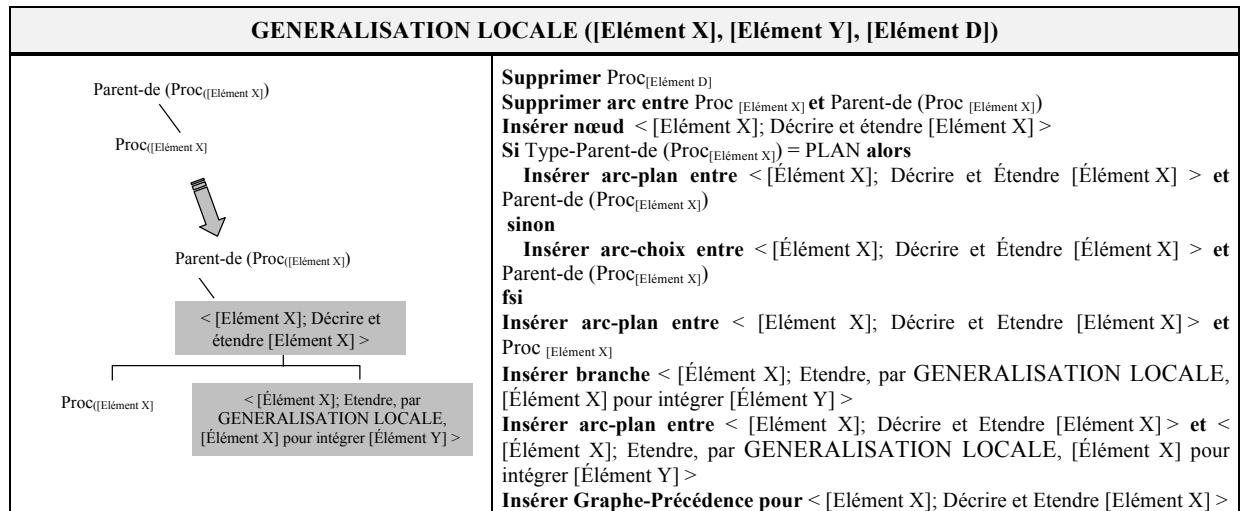 GENERALISATION LOCALE ([Elément X], [Elément Y], [Elément D])
Parent-de (Proc([Elément X])
Proc([Elément X]
Parent-de (Proc([Elément X])
< [Elément X]; Décrire et
étendre [Elément X] >
Proc([Elément X]
< [Élément X]; Etendre, par
GENERALISATION LOCALE,
[Élément X] pour intégrer [Élément Y] >
Supprimer Proc[Elément D]
Supprimer arc entre Proc [Elément X] et Parent-de (Proc [Elément X])
Insérer nœud < [Elément X]; Décrire et étendre [Elément X] >
Si Type-Parent-de (Proc[Elément X]) = PLAN alors
Insérer arc-plan entre < [Élément X]; Décrire et Étendre [Élément X] > et
Parent-de (Proc[Elément X])
sinon
Insérer arc-choix entre < [Élément X]; Décrire et Étendre [Élément X] > et
Parent-de (Proc[Elément X])
fsi
Insérer arc-plan entre < [Elément X]; Décrire et Etendre [Elément X] > et
Proc [Elément X]
Insérer branche < [Élément X]; Etendre, par GENERALISATION LOCALE,
[Élément X] pour intégrer [Élément Y] >
Insérer arc-plan entre < [Elément X]; Décrire et Etendre [Elément X] > et <
[Élément X]; Etendre, par GENERALISATION LOCALE, [Élément X] pour
intégrer [Élément Y] >
Insérer Graphe-Précédence pour < [Elément X]; Décrire et Etendre [Elément X] >